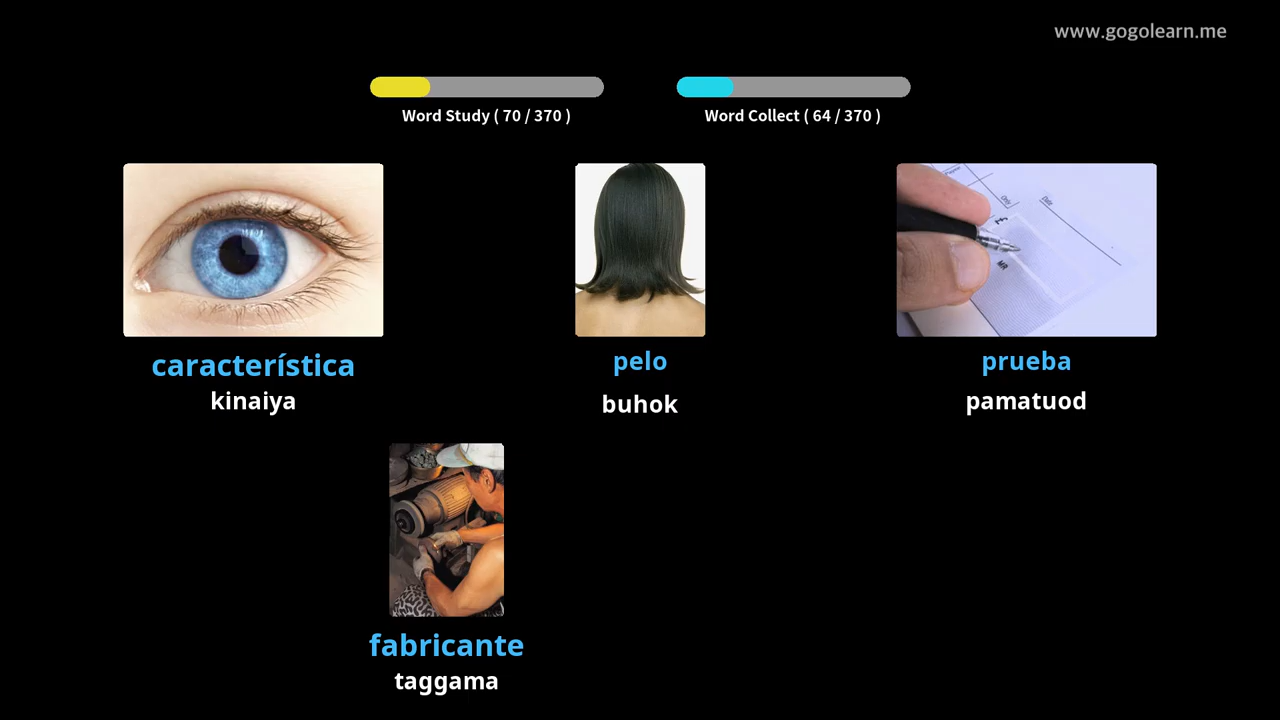 www.gogolearn.me
Word Study ( 70 / 370 )
Word Collect ( 64 / 370 )
característica
kinaiya
pelo
buhok
prueba
pamatuod
fabricante
taggama